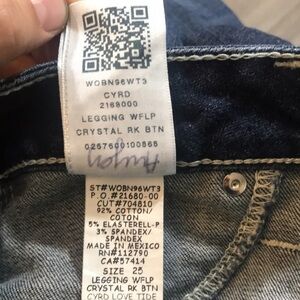 WOBN96WT3
CYRD
2168000
LEGGING WFLP
CRYSTAL RK BTN
0267600100865
ST#WOBN96WT3
P.O.#21680-00
CUT#704810
92% COTTON/
COTON
5% ELASTERELL-P
3% SPANDEX/
SPANDEX
MADE IN MEXICO
RN#112790
CA#57414
SIZE 25
LEGGING WFLP
CRYSTAL RK BTN
CYRD LOVE TIDE